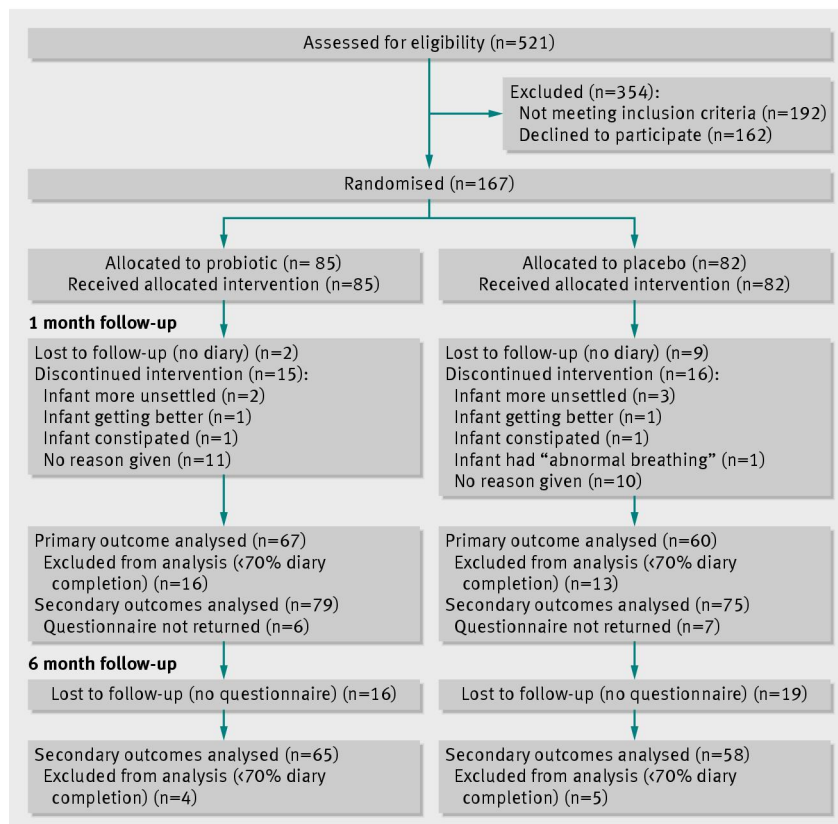 Assessed for eligibility (n=521)
Excluded (n=354):
Not meeting inclusion criteria (n=192)
Declined to participate (n=162)
Randomised (n=167)
Allocated to probiotic (n= 85)
Received allocated intervention (n=85)
Allocated to placebo (n=82)
Received allocated intervention (n=82)
1 month follow-up
Lost to follow-up (no diary) (n=2)
Discontinued intervention (n=15):
Infant more unsettled (n=2)
Infant getting better (n=1)
Infant constipated (n=1)
No reason given (n=11)
Lost to follow-up (no diary) (n=9)
Discontinued intervention (n=16):
Infant more unsettled (n=3)
Infant getting better (n=1)
Infant constipated (n=1)
Infant had “abnormal breathing” (n=1)
No reason given (n=10)
Primary outcome analysed (n=67)
Excluded from analysis (<70% diary
completion) (n=16)
Secondary outcomes analysed (n=79)
Questionnaire not returned (n=6)
Primary outcome analysed (n=60)
Excluded from analysis (<70% diary
completion) (n=13)
Secondary outcomes analysed (n=75)
Questionnaire not returned (n=7)
6 month follow-up
Lost to follow-up (no questionnaire) (n=16)
Lost to follow-up (no questionnaire) (n=19)
Secondary outcomes analysed (n=65)
Excluded from analysis (<70% diary
completion) (n=4)
Secondary outcomes analysed (n=58)
Excluded from analysis (<70% diary
completion) (n=5)